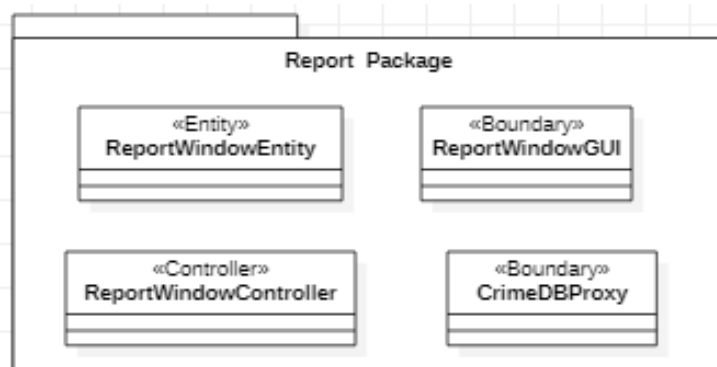 Report Package
«Entity»
ReportWindowEntity
«Boundary»
ReportWindowGUI
«Controller»
ReportWindowController
«Boundary»
CrimeDBProxy